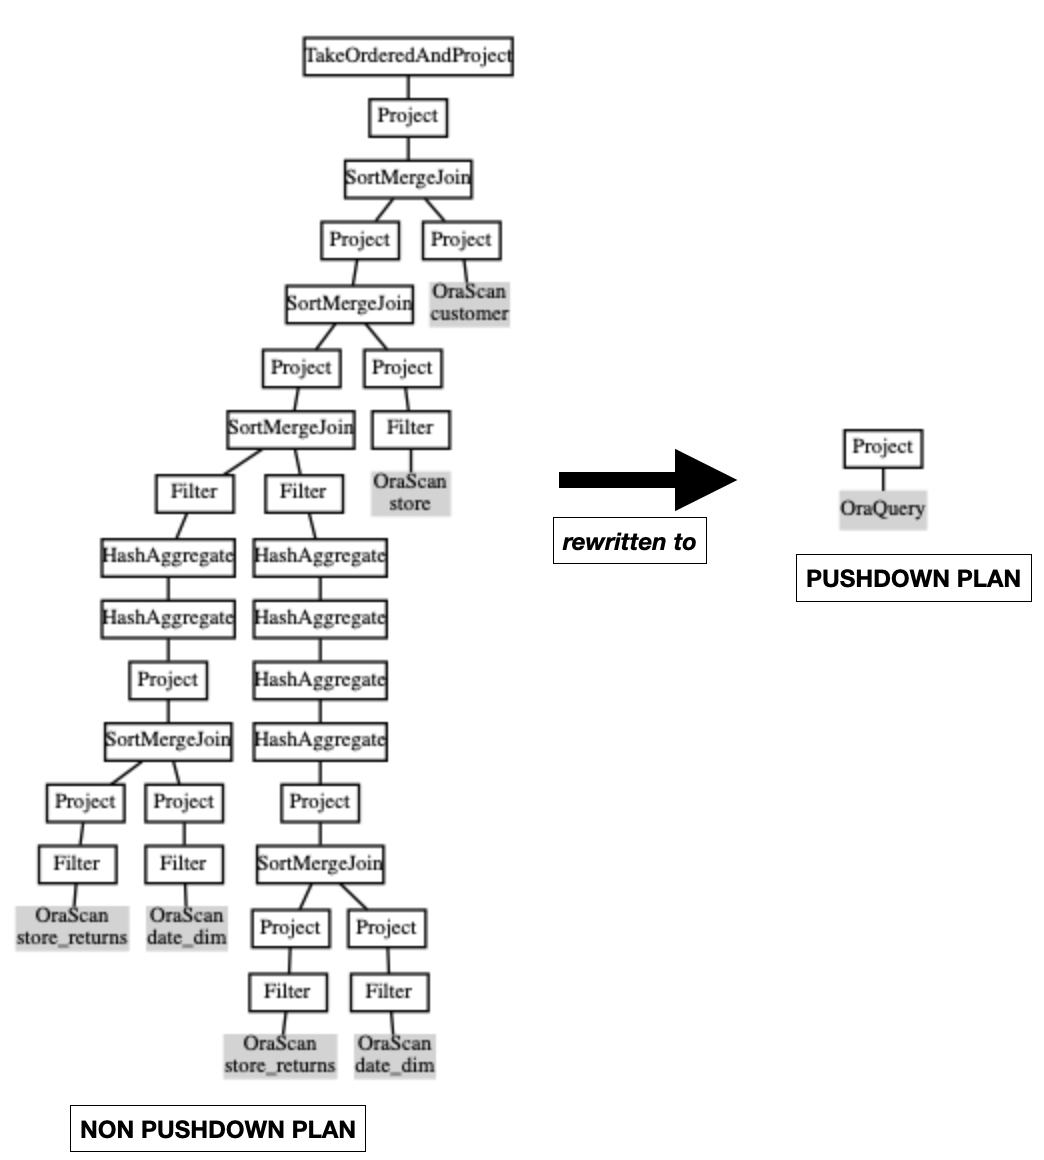 TakeOrderedAndProject
Project
SortMergeJoin
Project Project
SortMergeJoin OraScan
customer
Project Project
SortMergeJoin Filter
OraScan
store
Filter Filter
HashAggregate HashAggregate
HashAggregate HashAggregate
Project HashAggregate
SortMergeJoin HashAggregate
Project Project Project
Filter Filter SortMergeJoin
OraScan OraScan
store_returns date_dim
Project Project
Filter Filter
OraScan OraScan
store_returns date_dim
NON PUSHDOWN PLAN
rewritten to
Project
OraQuery
PUSHDOWN PLAN